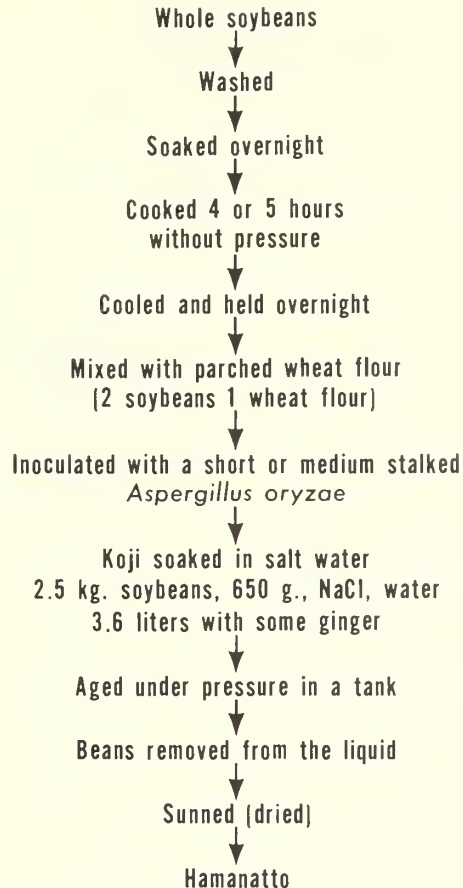 Whole soybeans
Washed
Soaked overnight
Cooked 4 or 5 hours
without pressure
Cooled and held overnight
Mixed with parched wheat flour
(2 soybeans 1 wheat flour)
Inoculated with a short or medium stalked
Aspergillus oryzae
Koji soaked in salt water
2.5 kg. soybeans, 650 g., NaCl, water
3.6 liters with some ginger
Aged under pressure in a tank
Beans removed from the liquid
Sunned (dried)
Hamanatto